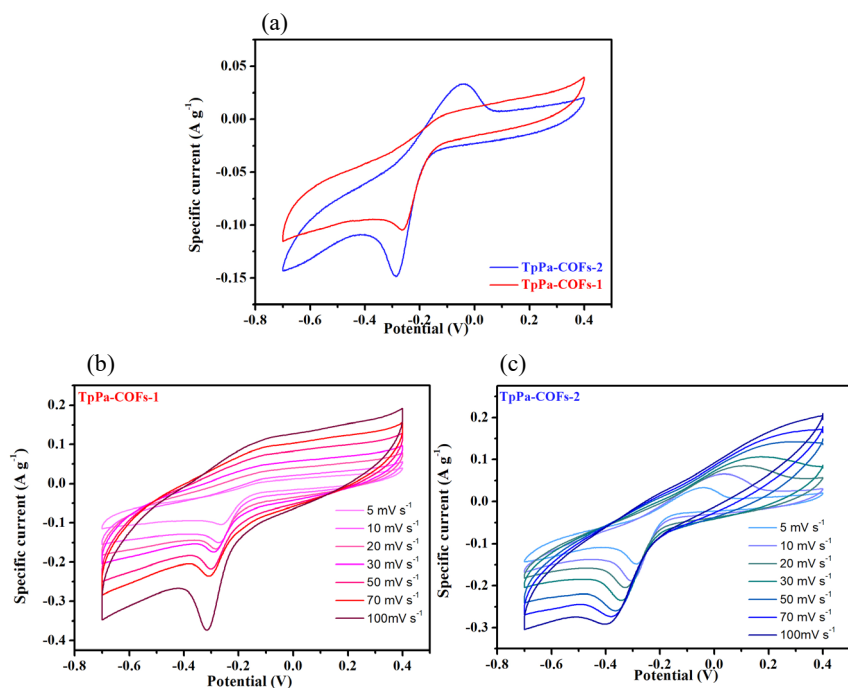 (a)
0.05
0.00
-0.05
-0.10
-0.15
Specific current (A g⁻¹)
TpPa-COFs-2
TpPa-COFs-1
-0.8 -0.6 -0.4 -0.2 0.0 0.2 0.4
Potential (V)
(b)
TpPa-COFs-1
0.2
0.1
0.0
-0.1
-0.2
-0.3
-0.4
Specific current (A g⁻¹)
5 mV s⁻¹
10 mV s⁻¹
20 mV s⁻¹
30 mV s⁻¹
50 mV s⁻¹
70 mV s⁻¹
100mV s⁻¹
-0.8 -0.6 -0.4 -0.2 0.0 0.2 0.4
Potential (V)
(c)
TpPa-COFs-2
0.2
0.1
0.0
-0.1
-0.2
-0.3
Specific current (A g⁻¹)
5 mV s⁻¹
10 mV s⁻¹
20 mV s⁻¹
30 mV s⁻¹
50 mV s⁻¹
70 mV s⁻¹
100mV s⁻¹
-0.8 -0.6 -0.4 -0.2 0.0 0.2 0.4
Potential (V)